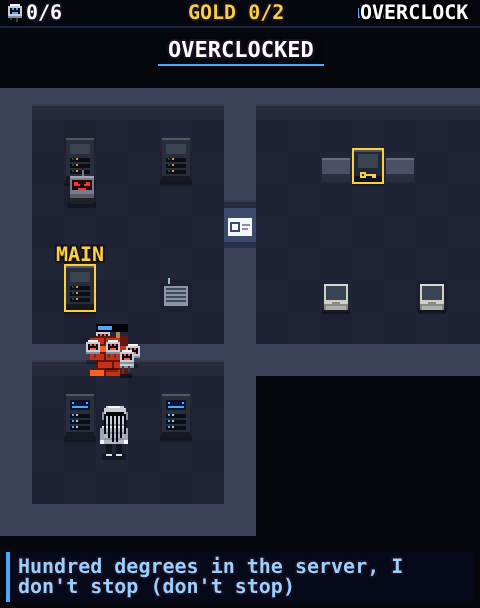 0/6
GOLD 0/2
OVERCLOCK
OVERCLOCKED
MAIN
Hundred degrees in the server, I
don't stop (don't stop)